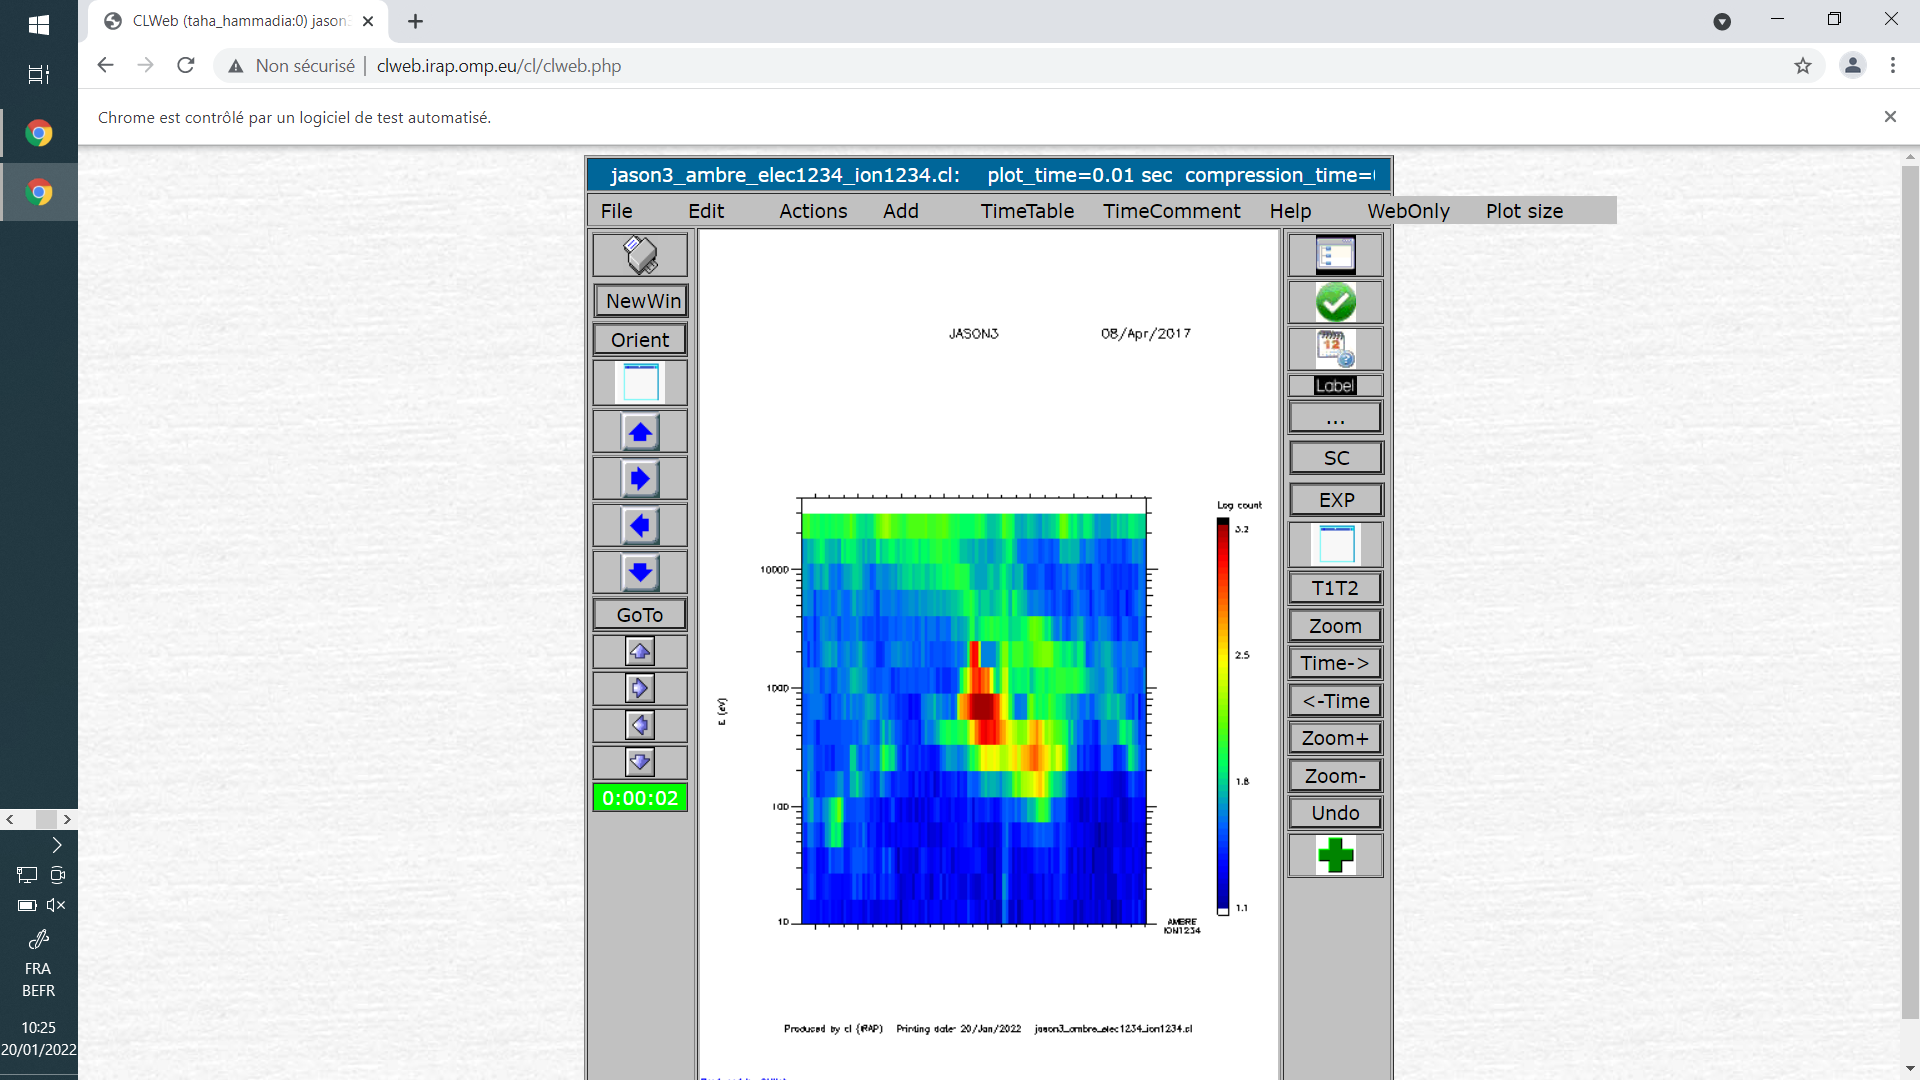 CLWeb (taha_hammadia:0) jason
Non sécurisé | clweb.irap.omp.eu/cl/clweb.php
Chrome est contrôlé par un logiciel de test automatisé.
jason3_ambre_elec1234_ion1234.cl: plot_time=0.01 sec compression_time=
File Edit Actions Add TimeTable TimeComment Help WebOnly Plot size
NewWin
Orient
GoTo
0:00:02
JASON3 08/Apr/2017
Log count
3.2
2.5
1.8
1.1
10000
1000
100
10
E (eV)
AMBRE
ION1234
Produced by cl (IRAP) Printing date: 20/Jan/2022 jason3_ambre_elec1234_ion1234.cl
12
Label
...
SC
EXP
T1T2
Zoom
Time->
<-Time
Zoom+
Zoom-
Undo
FRA
BEFR
10:25
20/01/2022